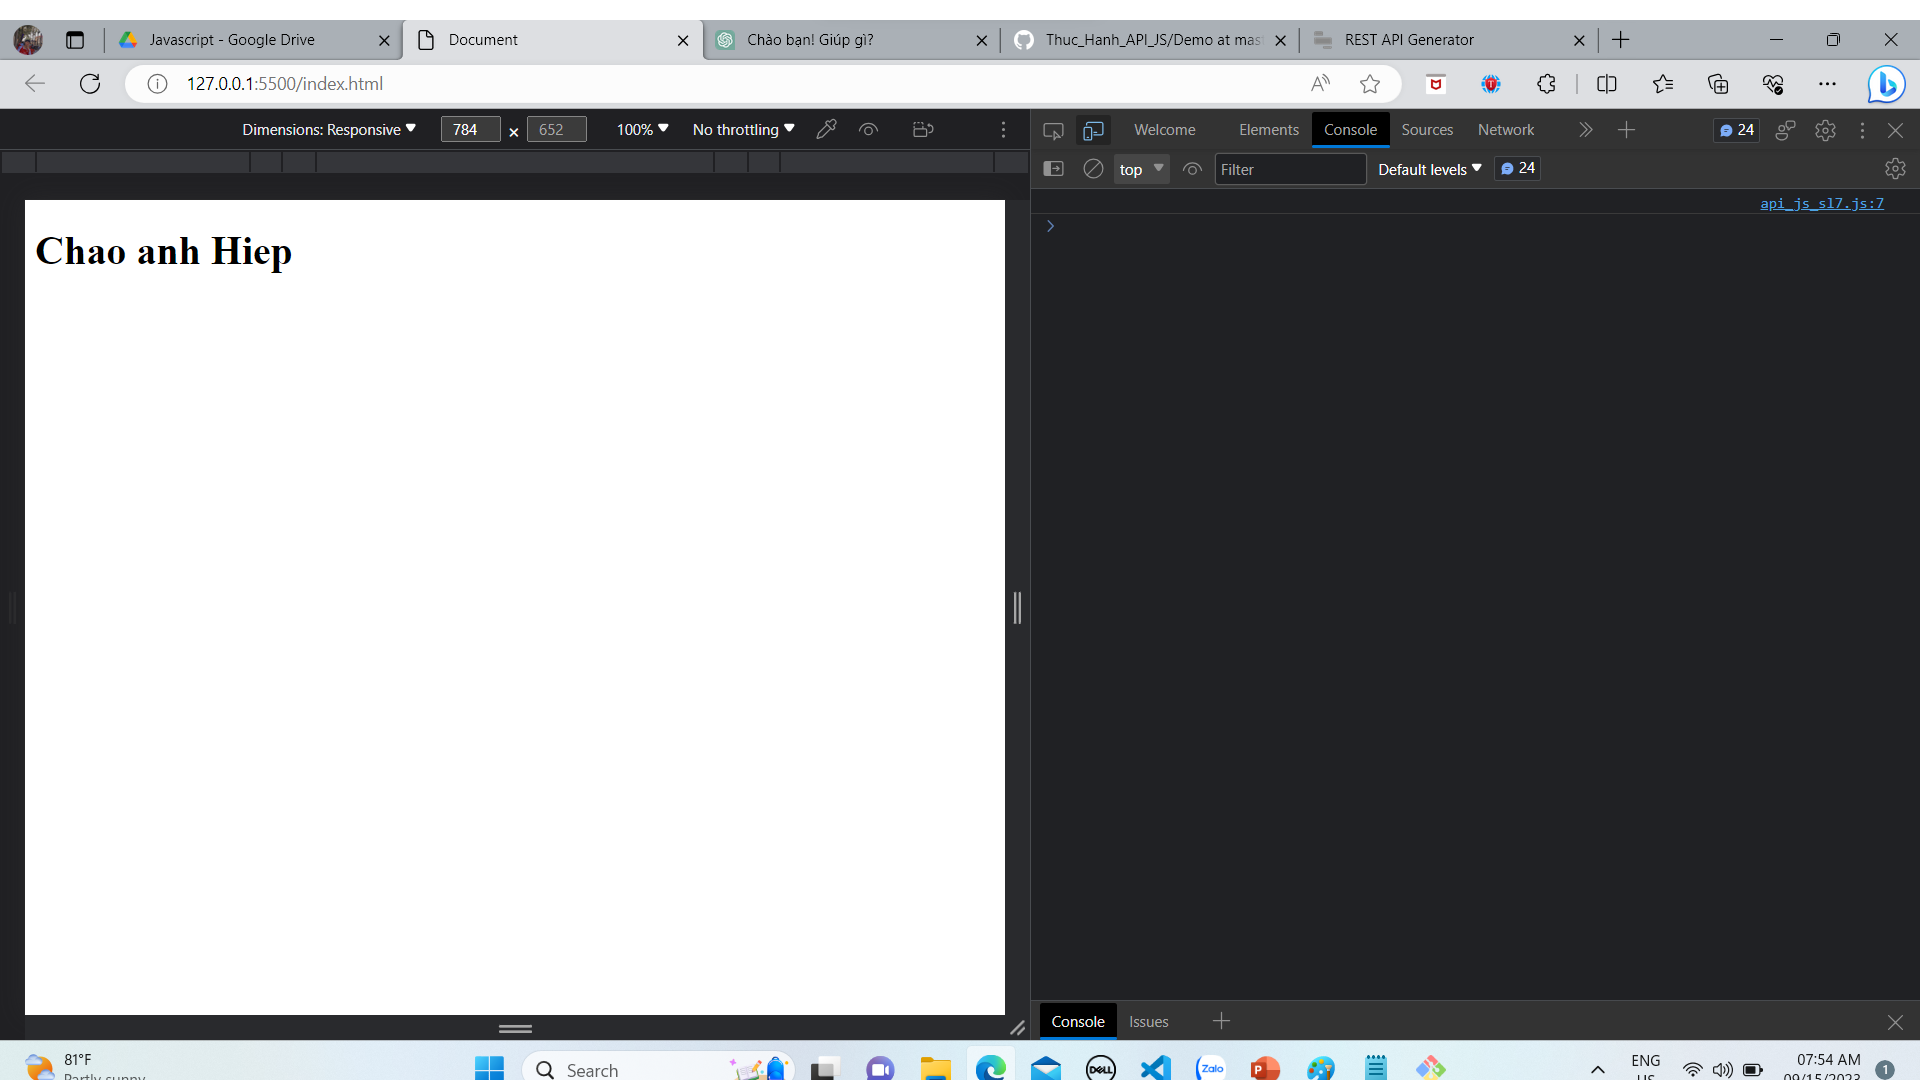 Javascript - Google Drive
Document
Chào bạn! Giúp gì?
Thuc_Hanh_API_JS/Demo at mas
REST API Generator
127.0.0.1:5500/index.html
Dimensions: Responsive
784 × 652
100%
No throttling
Welcome
Elements
Console
Sources
Network
24
top
Filter
Default levels
24
api_js_sl7.js:7
Chao anh Hiep
Console
Issues
81°F
Partly sunny
Search
DELL
Zalo
ENG
US
07:54 AM
09/15/2023
1